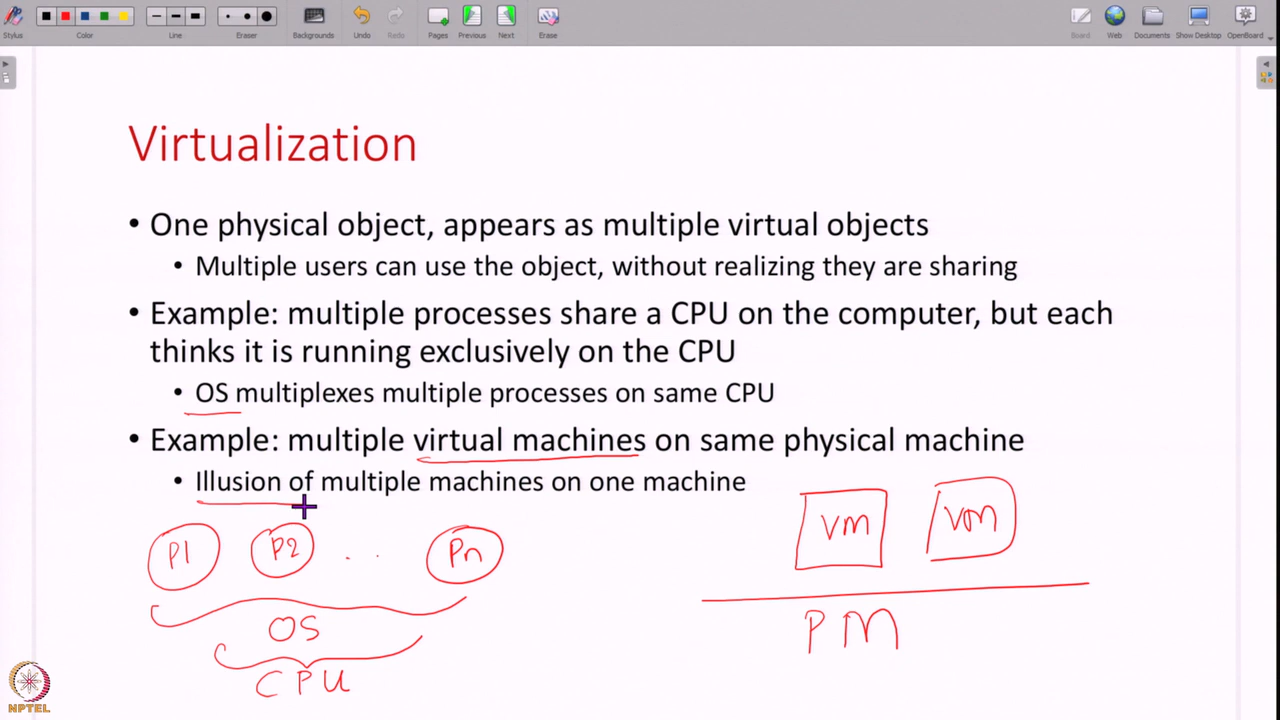 Stylus Color Line Eraser Backgrounds Undo Redo Pages Previous Next Erase Board Web Documents Show Desktop OpenBoard
Virtualization
• One physical object, appears as multiple virtual objects
• Multiple users can use the object, without realizing they are sharing
• Example: multiple processes share a CPU on the computer, but each
thinks it is running exclusively on the CPU
• OS multiplexes multiple processes on same CPU
• Example: multiple virtual machines on same physical machine
• Illusion of multiple machines on one machine
P1 P2 . . Pn
OS
CPU
VM VM
PM
NPTEL